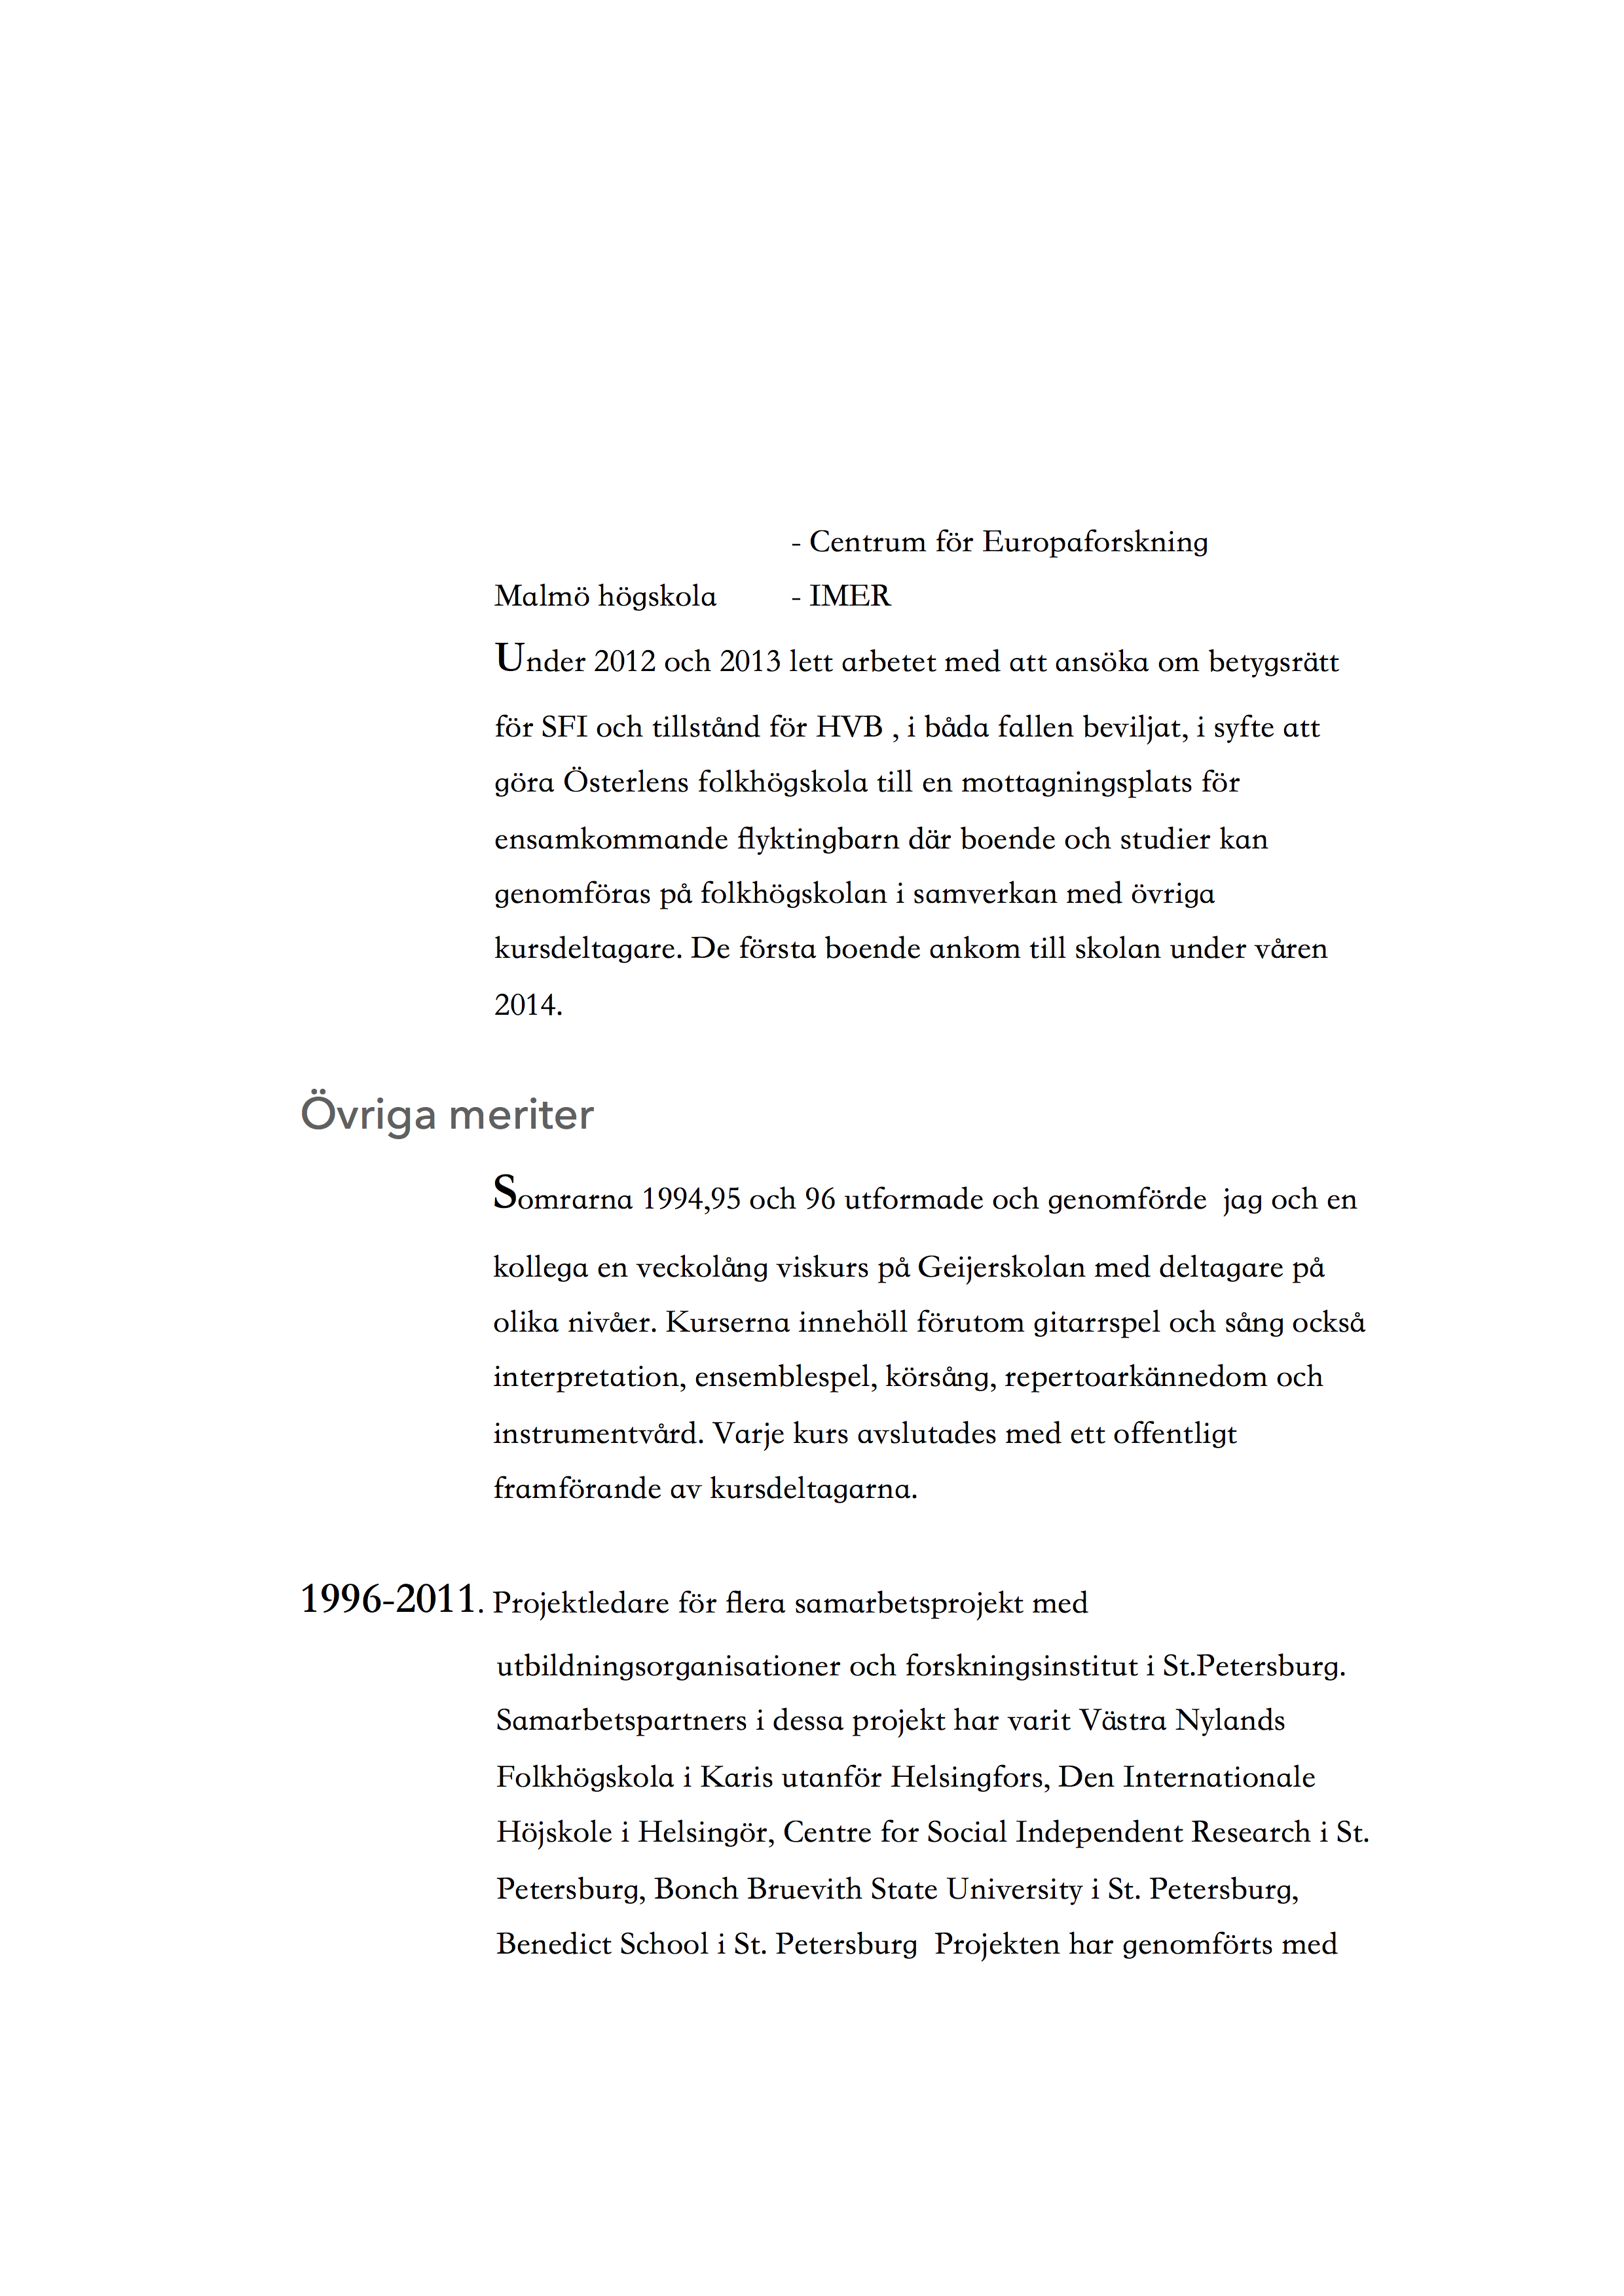 - Centrum för Europaforskning
Malmö högskola - IMER
Under 2012 och 2013 lett arbetet med att ansöka om betygsrätt
för SFI och tillstånd för HVB , i båda fallen beviljat, i syfte att
göra Österlens folkhögskola till en mottagningsplats för
ensamkommande flyktingbarn där boende och studier kan
genomföras på folkhögskolan i samverkan med övriga
kursdeltagare. De första boende ankom till skolan under våren
2014.
Övriga meriter
Somrarna 1994,95 och 96 utformade och genomförde  jag och en
kollega en veckolång viskurs på Geijerskolan med deltagare på
olika nivåer. Kurserna innehöll förutom gitarrspel och sång också
interpretation, ensemblespel, körsång, repertoarkännedom och
instrumentvård. Varje kurs avslutades med ett offentligt
framförande av kursdeltagarna.
1996-2011. Projektledare för flera samarbetsprojekt med
utbildningsorganisationer och forskningsinstitut i St.Petersburg.
Samarbetspartners i dessa projekt har varit Västra Nylands
Folkhögskola i Karis utanför Helsingfors, Den Internationale
Höjskole i Helsingör, Centre for Social Independent Research i St.
Petersburg, Bonch Bruevith State University i St. Petersburg,
Benedict School i St. Petersburg  Projekten har genomförts med